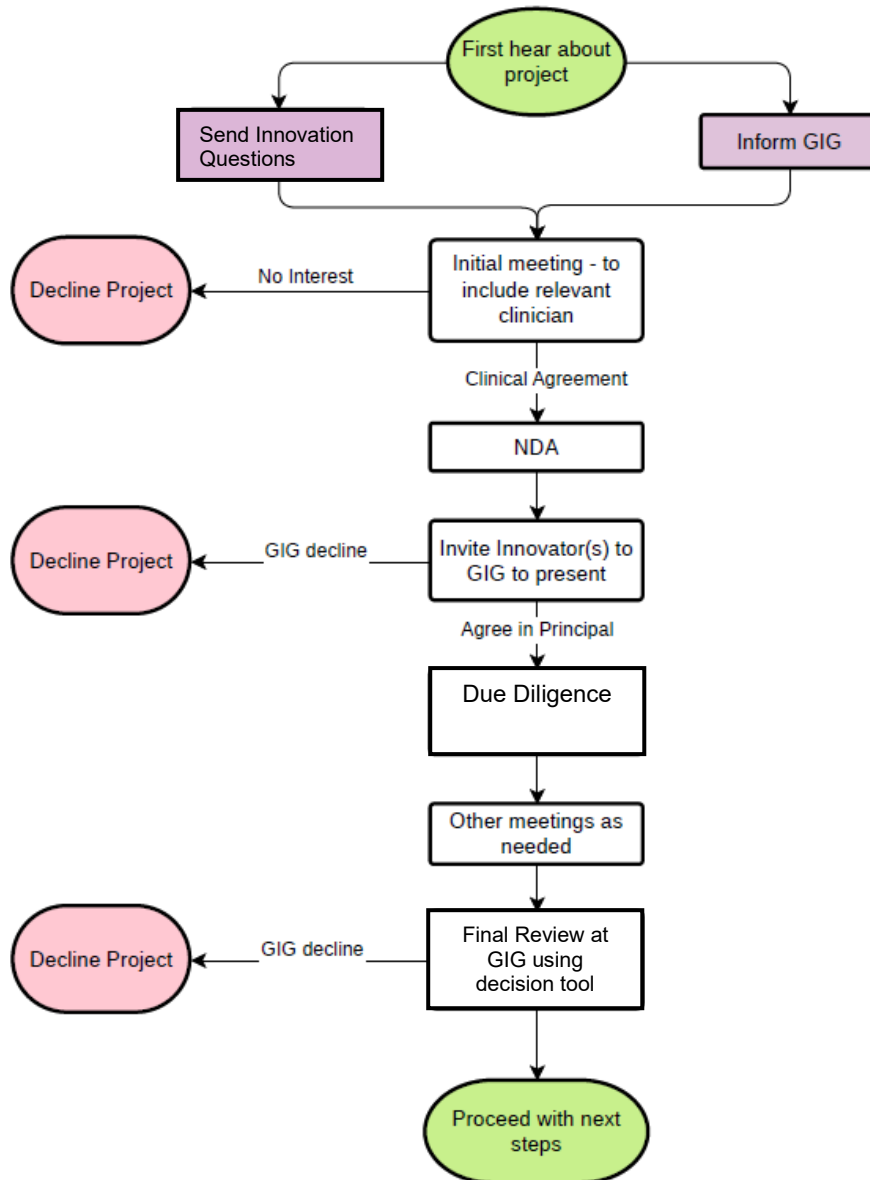 First hear about
project
Send Innovation
Questions
Inform GIG
Initial meeting - to
include relevant
clinician
No Interest
Decline Project
Clinical Agreement
NDA
Invite Innovator(s) to
GIG to present
GIG decline
Decline Project
Agree in Principal
Due Diligence
Other meetings as
needed
Final Review at
GIG using
decision tool
GIG decline
Decline Project
Proceed with next
steps